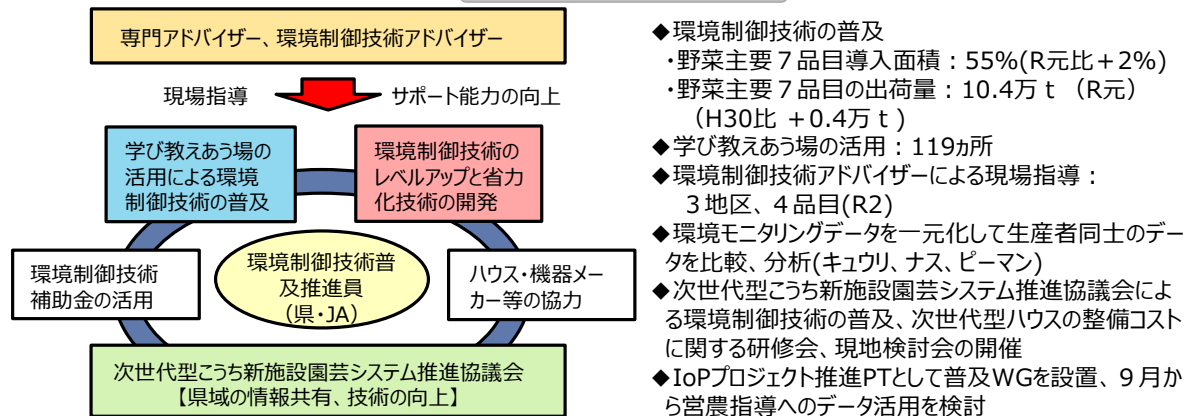 専門アドバイザー、環境制御技術アドバイザー
現場指導
サポート能力の向上
学び教えあう場の
活用による環境
制御技術の普及
環境制御技術の
レベルアップと省力
化技術の開発
環境制御技術
補助金の活用
環境制御技術普
及推進員
(県・JA)
ハウス・機器メー
カー等の協力
次世代型こうち新施設園芸システム推進協議会
【県域の情報共有、技術の向上】
◆環境制御技術の普及
・野菜主要7品目導入面積:55%(R元比+2%)
・野菜主要7品目の出荷量:10.4万t(R元)
(H30比 +0.4万t)
◆学び教えあう場の活用:119ヵ所
◆環境制御技術アドバイザーによる現場指導:
3地区、4品目(R2)
◆環境モニタリングデータを一元化して生産者同士のデー
タを比較、分析(キュウリ、ナス、ピーマン)
◆次世代型こうち新施設園芸システム推進協議会によ
る環境制御技術の普及、次世代型ハウスの整備コスト
に関する研修会、現地検討会の開催
◆IoPプロジェクト推進PTとして普及WGを設置、9月か
ら営農指導へのデータ活用を検討